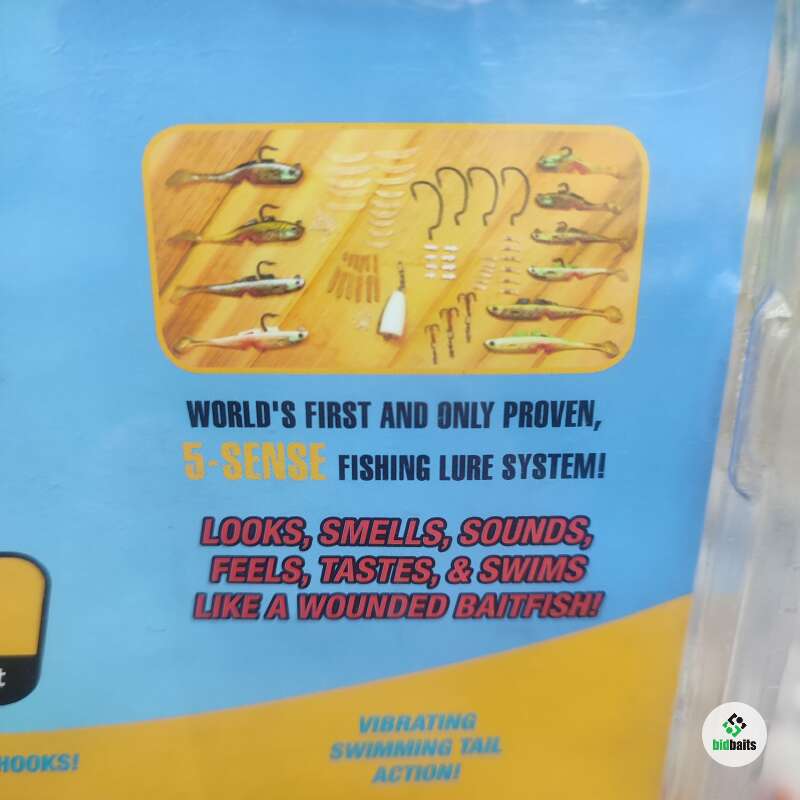 WORLD'S FIRST AND ONLY PROVEN,
5-SENSE FISHING LURE SYSTEM!
LOOKS, SMELLS, SOUNDS,
FEELS, TASTES, & SWIMS
LIKE A WOUNDED BAITFISH!
t
HOOKS!
VIBRATING
SWIMMING TAIL
ACTION!
bidbaits